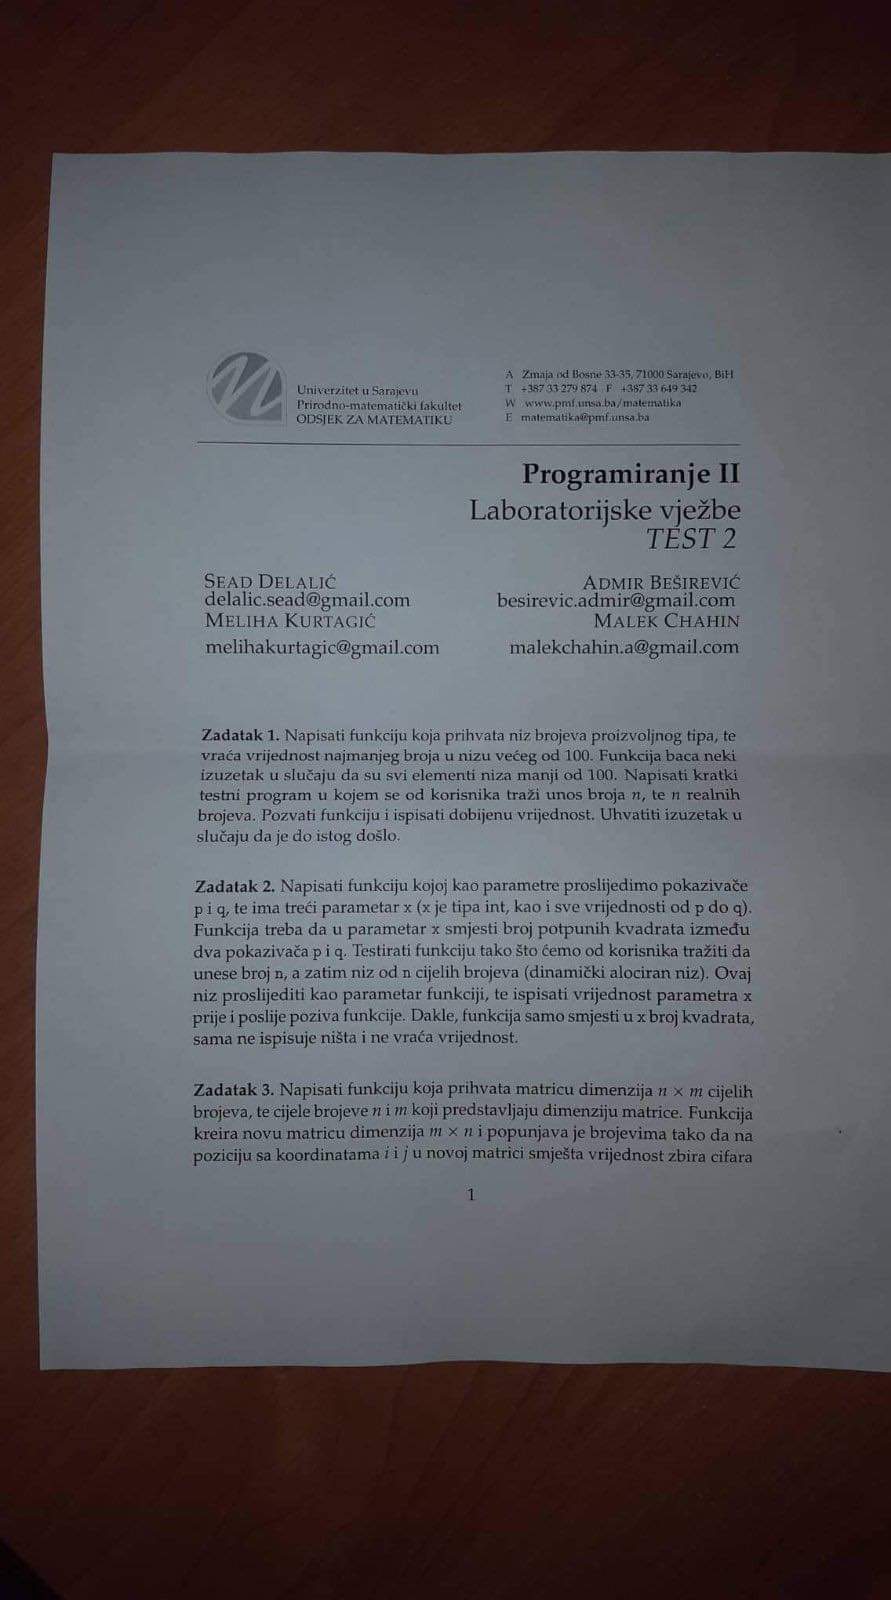 Univerzitet u Sarajevu
Prirodno-matematički fakultet
ODSJEK ZA MATEMATIKU
A Zmaja od Bosne 33-35, 71000 Sarajevo, BiH
T +387 33 279 874 F +387 33 649 342
W www.pmf.unsa.ba/matematika
E matematika@pmf.unsa.ba
Programiranje II
Laboratorijske vježbe
TEST 2
SEAD DELALIĆ
delalic.sead@gmail.com
MELIHA KURTAGIĆ
melihakurtagic@gmail.com
ADMIR BEŠIREVIĆ
besirevic.admir@gmail.com
MALEK CHAHIN
malekchahin.a@gmail.com
Zadatak 1. Napisati funkciju koja prihvata niz brojeva proizvoljnog tipa, te
vraća vrijednost najmanjeg broja u nizu većeg od 100. Funkcija baca neki
izuzetak u slučaju da su svi elementi niza manji od 100. Napisati kratki
testni program u kojem se od korisnika traži unos broja n, te n realnih
brojeva. Pozvati funkciju i ispisati dobijenu vrijednost. Uhvatiti izuzetak u
slučaju da je do istog došlo.
Zadatak 2. Napisati funkciju kojoj kao parametre proslijedimo pokazivače
p i q, te ima treći parametar x (x je tipa int, kao i sve vrijednosti od p do q).
Funkcija treba da u parametar x smjesti broj potpunih kvadrata između
dva pokazivača p i q. Testirati funkciju tako što ćemo od korisnika tražiti da
unese broj n, a zatim niz od n cijelih brojeva (dinamički alociran niz). Ovaj
niz proslijediti kao parametar funkciji, te ispisati vrijednost parametra x
prije i poslije poziva funkcije. Dakle, funkcija samo smjesti u x broj kvadrata,
sama ne ispisuje ništa i ne vraća vrijednost.
Zadatak 3. Napisati funkciju koja prihvata matricu dimenzija n × m cijelih
brojeva, te cijele brojeve n i m koji predstavljaju dimenziju matrice. Funkcija
kreira novu matricu dimenzija m × n i popunjava je brojevima tako da na
poziciju sa koordinatama i i j u novoj matrici smješta vrijednost zbira cifara
1